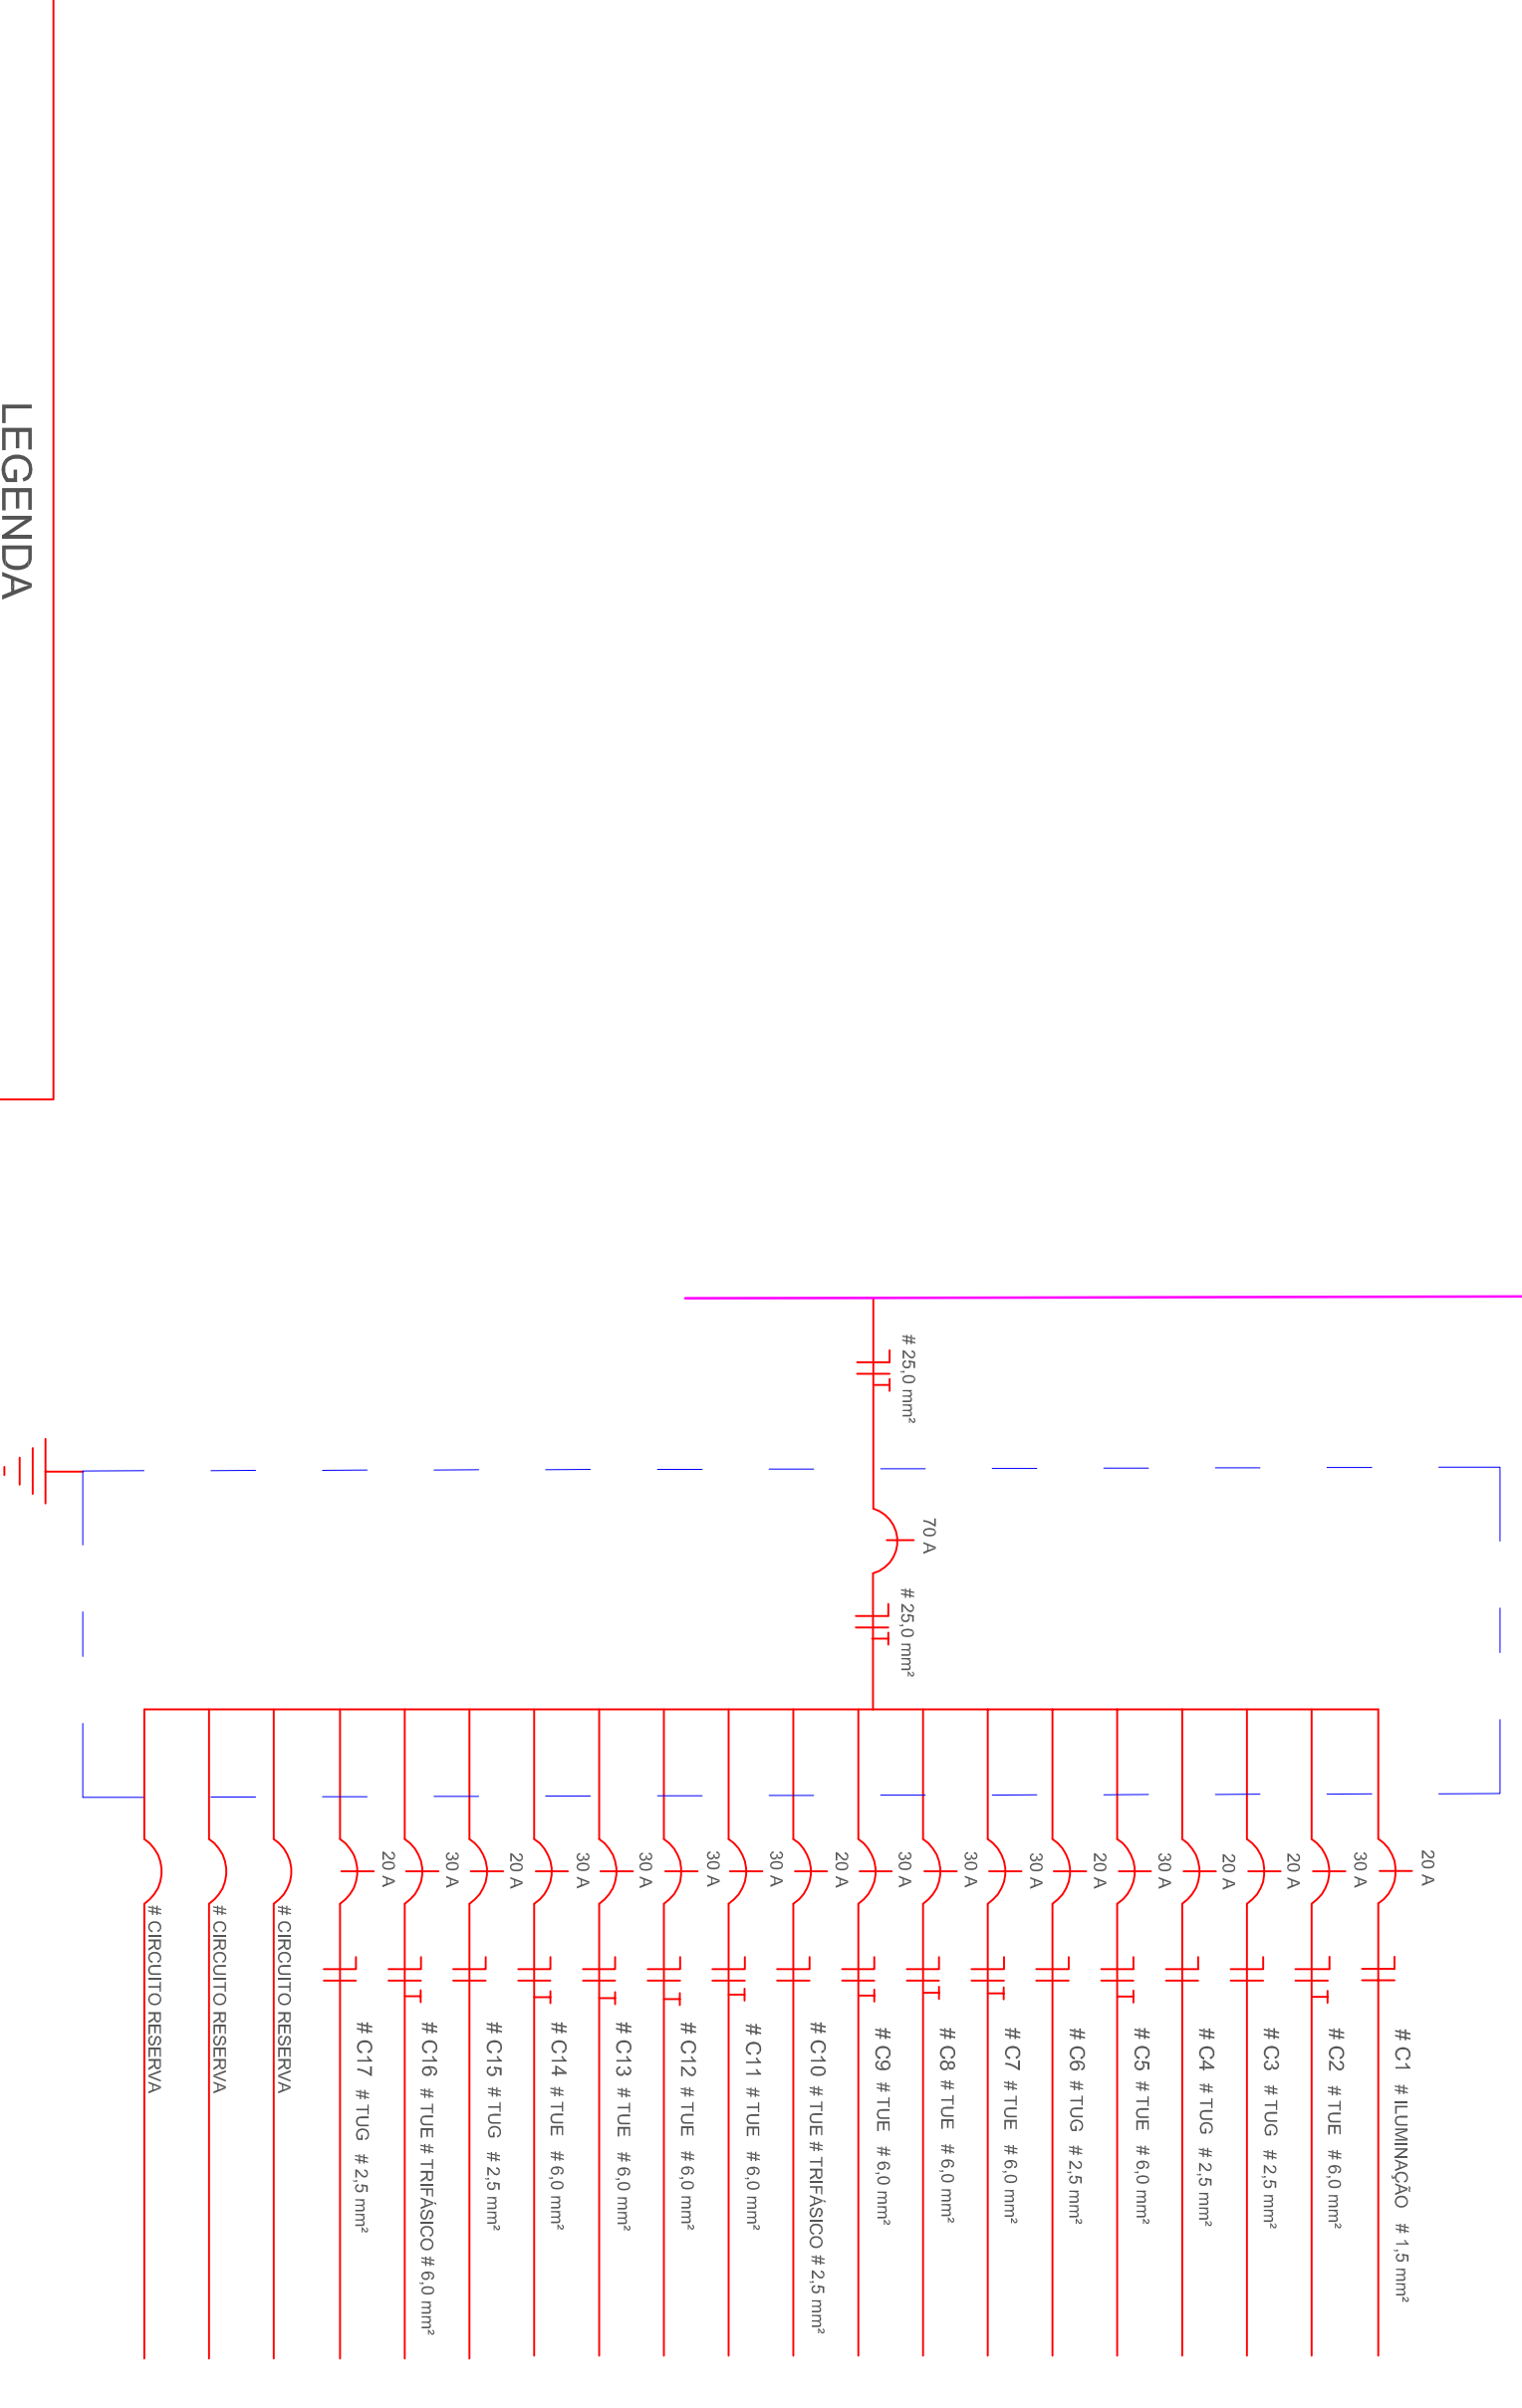 LEGENDA
# 25,0 mm²
70 A
# 25,0 mm²
20 A
# C1 # ILUMINAÇÃO # 1,5 mm²
30 A
# C2 # TUE # 6,0 mm²
20 A
# C3 # TUG # 2,5 mm²
20 A
# C4 # TUG # 2,5 mm²
30 A
# C5 # TUE # 6,0 mm²
20 A
# C6 # TUG # 2,5 mm²
30 A
# C7 # TUE # 6,0 mm²
30 A
# C8 # TUE # 6,0 mm²
30 A
# C9 # TUE # 6,0 mm²
20 A
# C10 # TUE # TRIFÁSICO # 2,5 mm²
30 A
# C11 # TUE # 6,0 mm²
30 A
# C12 # TUE # 6,0 mm²
30 A
# C13 # TUE # 6,0 mm²
30 A
# C14 # TUE # 6,0 mm²
20 A
# C15 # TUG # 2,5 mm²
30 A
# C16 # TUE # TRIFÁSICO # 6,0 mm²
20 A
# C17 # TUG # 2,5 mm²
# CIRCUITO RESERVA
# CIRCUITO RESERVA
# CIRCUITO RESERVA